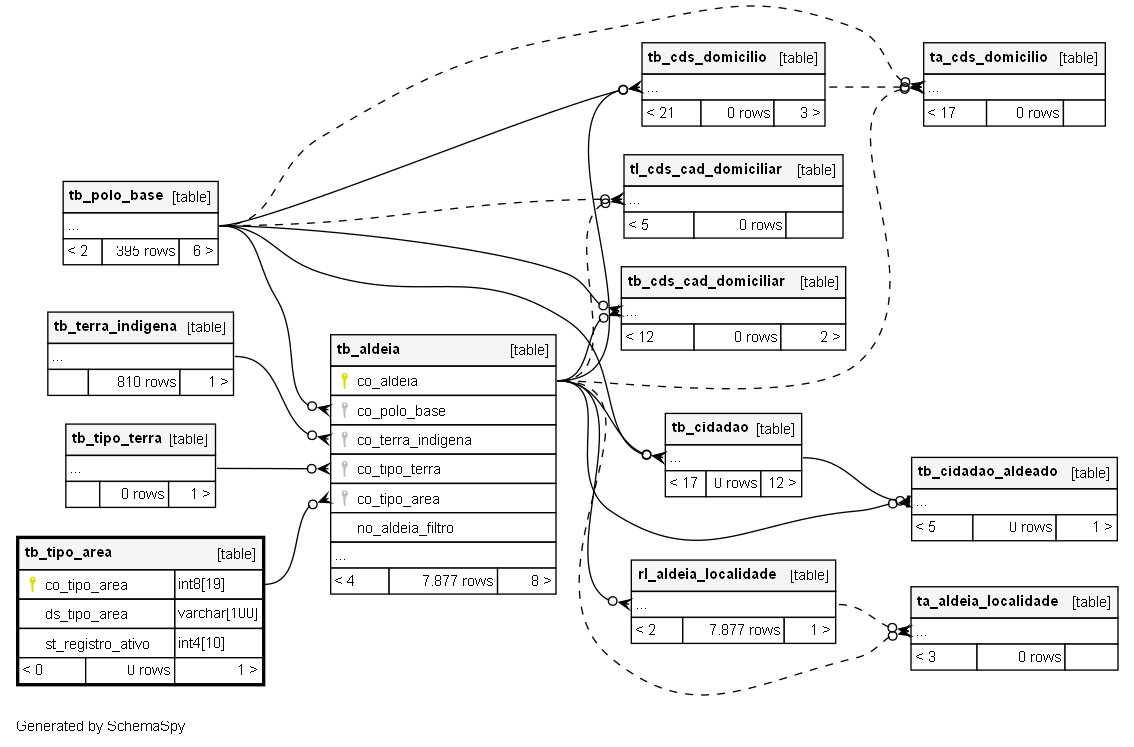 tb_cds_domicilio [table]
...
< 21 0 rows 3 >
ta_cds_domicilio [table]
...
< 17 0 rows
tl_cds_cad_domiciliar [table]
...
< 5 0 rows
tb_polo_base [table]
...
< 2 395 rows 6 >
tb_cds_cad_domiciliar [table]
...
< 12 0 rows 2 >
tb_terra_indigena [table]
...
810 rows 1 >
tb_aldeia [table]
co_aldeia
co_polo_base
co_terra_indigena
co_tipo_terra
co_tipo_area
no_aldeia_filtro
...
< 4 7.877 rows 8 >
tb_tipo_terra [table]
...
0 rows 1 >
tb_cidadao [table]
...
< 17 0 rows 12 >
tb_cidadao_aldeado [table]
...
< 5 0 rows 1 >
tb_tipo_area [table]
co_tipo_area int8[19]
ds_tipo_area varchar[100]
st_registro_ativo int4[10]
< 0 0 rows 1 >
rl_aldeia_localidade [table]
...
< 2 7.877 rows 1 >
ta_aldeia_localidade [table]
...
< 3 0 rows
Generated by SchemaSpy